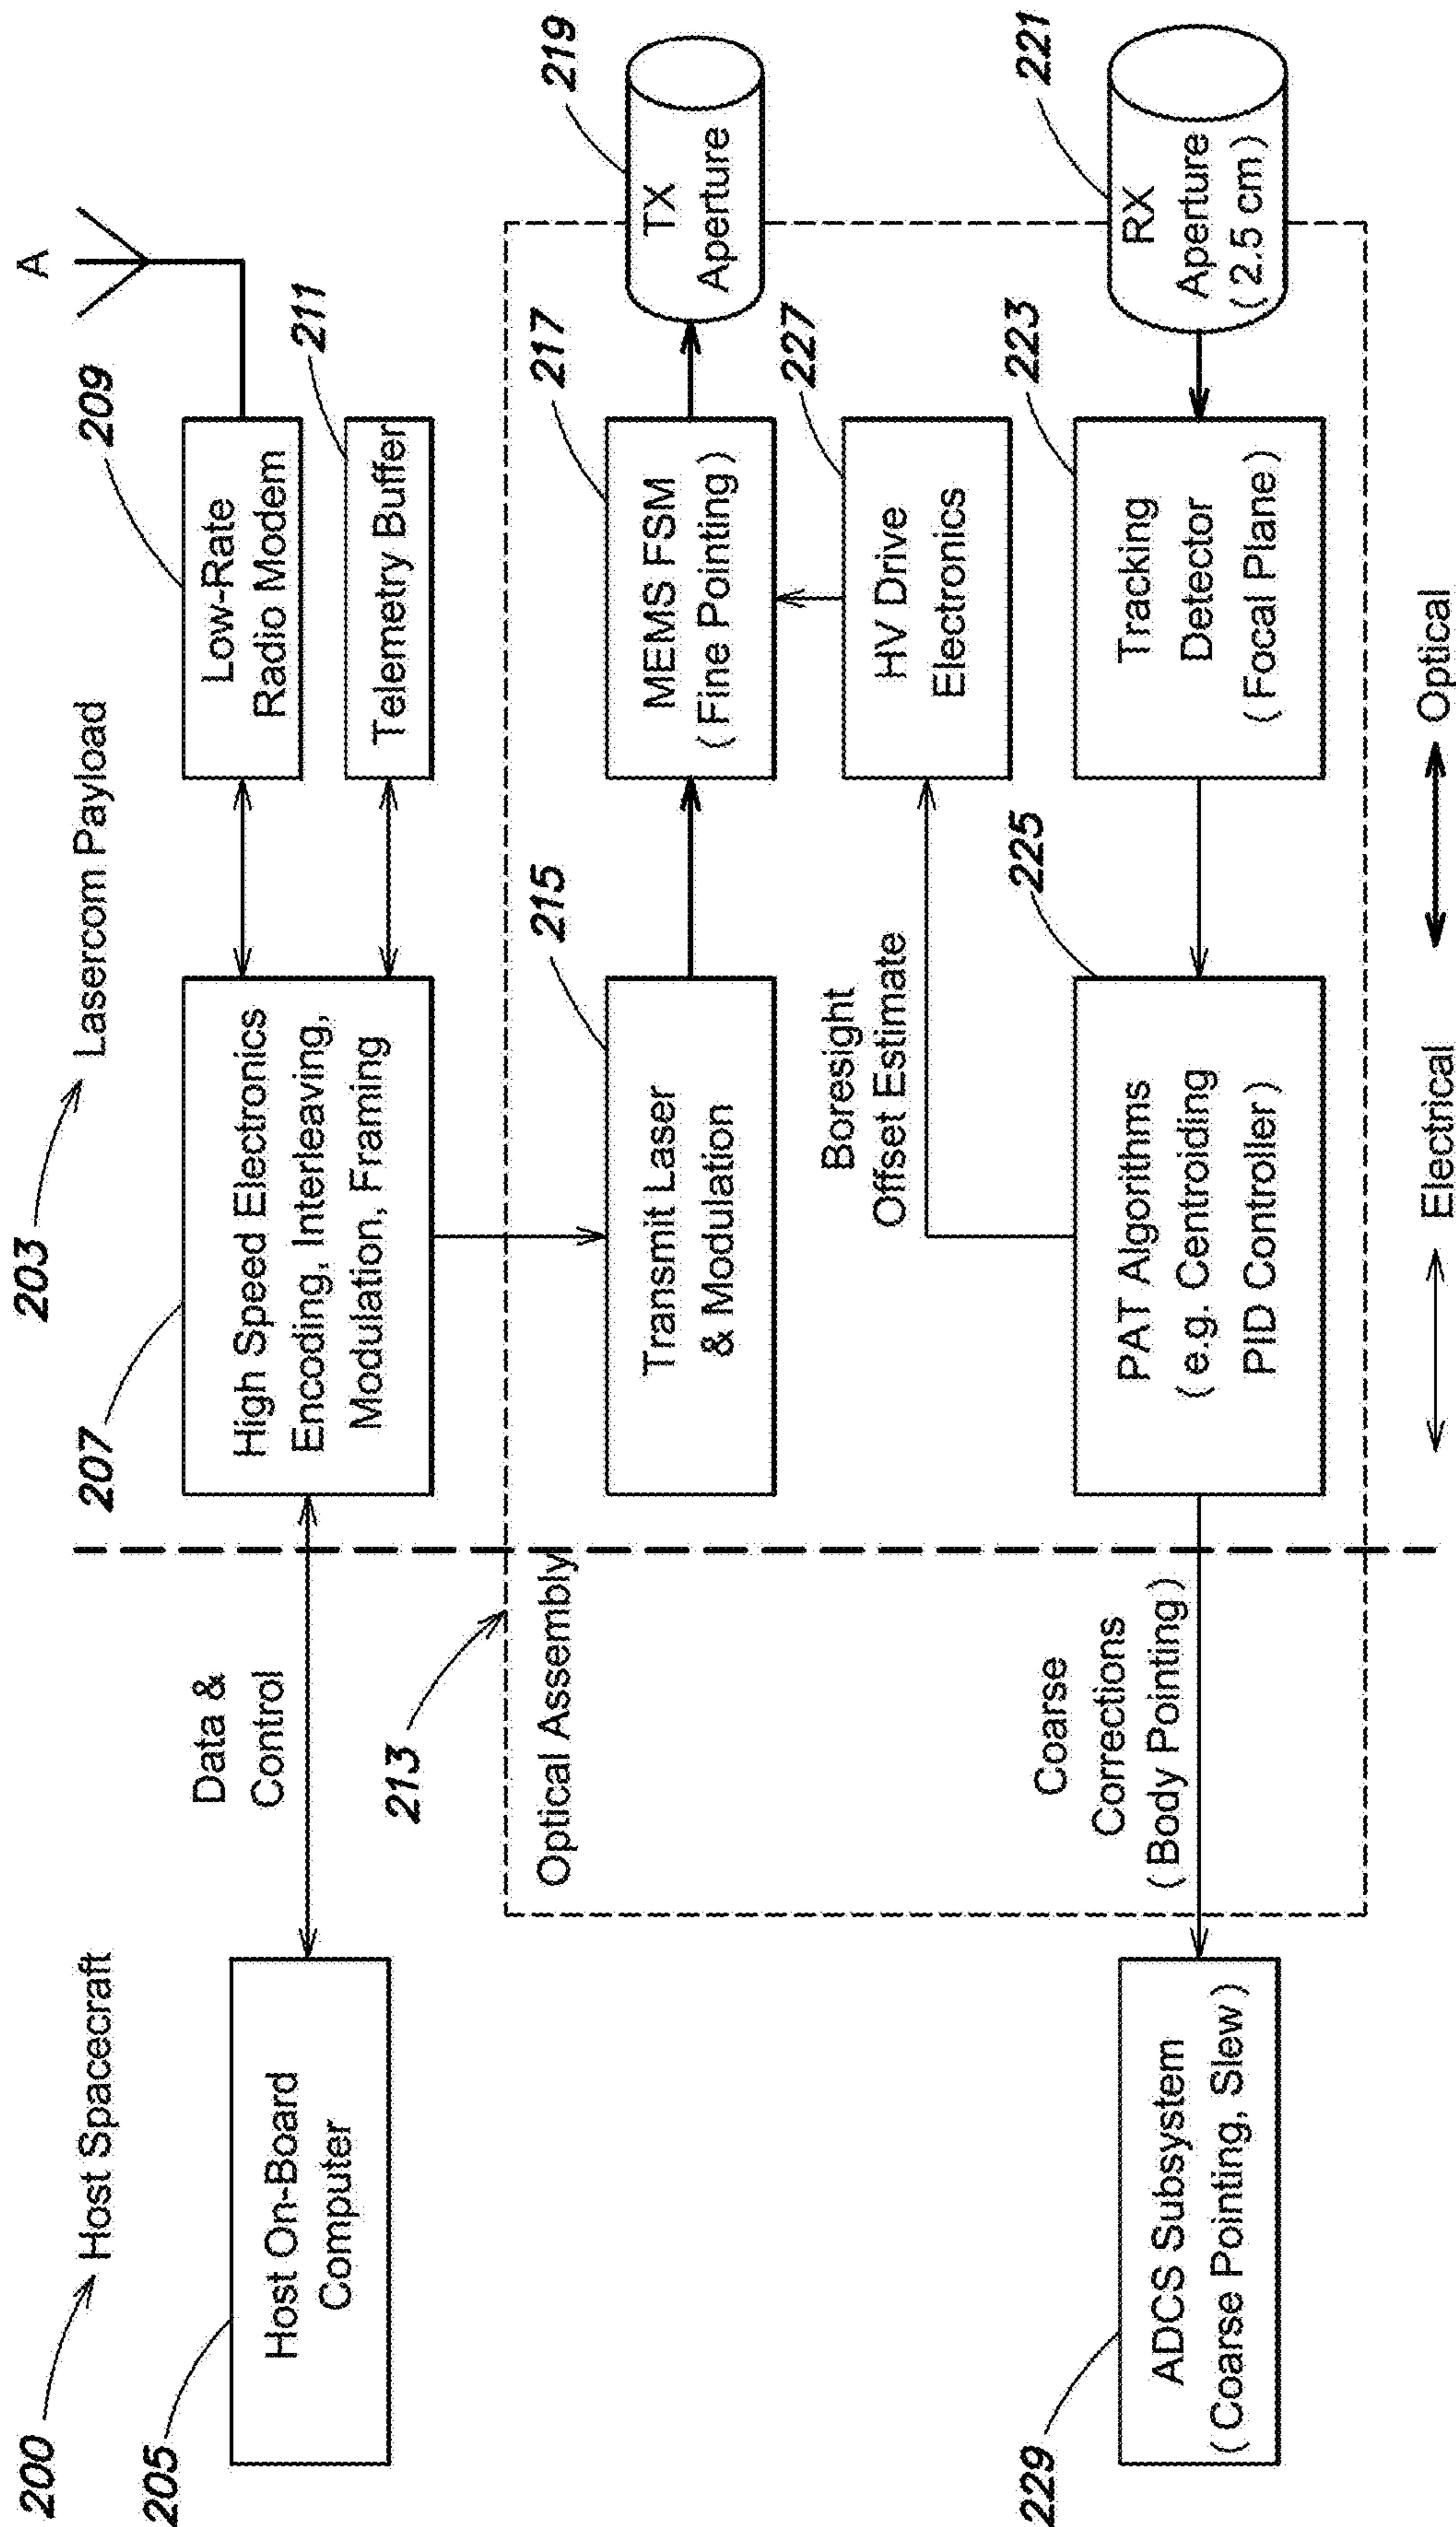 200
Host Spacecraft
203
Lasercom Payload
A
205
Host On-Board
Computer
Data &
Control
207
High Speed Electronics
Encoding, Interleaving,
Modulation, Framing
209
Low-Rate
Radio Modem
211
Telemetry Buffer
213
Optical Assembly
215
Transmit Laser
& Modulation
217
MEMS FSM
( Fine Pointing )
219
TX
Aperture
Boresight
Offset Estimate
227
HV Drive
Electronics
229
ADCS Subsystem
( Coarse Pointing, Slew )
Coarse
Corrections
( Body Pointing )
225
PAT Algorithms
( e.g. Centroiding
PID Controller )
223
Tracking
Detector
( Focal Plane )
221
RX
Aperture
( 2.5 cm )
Electrical
Optical